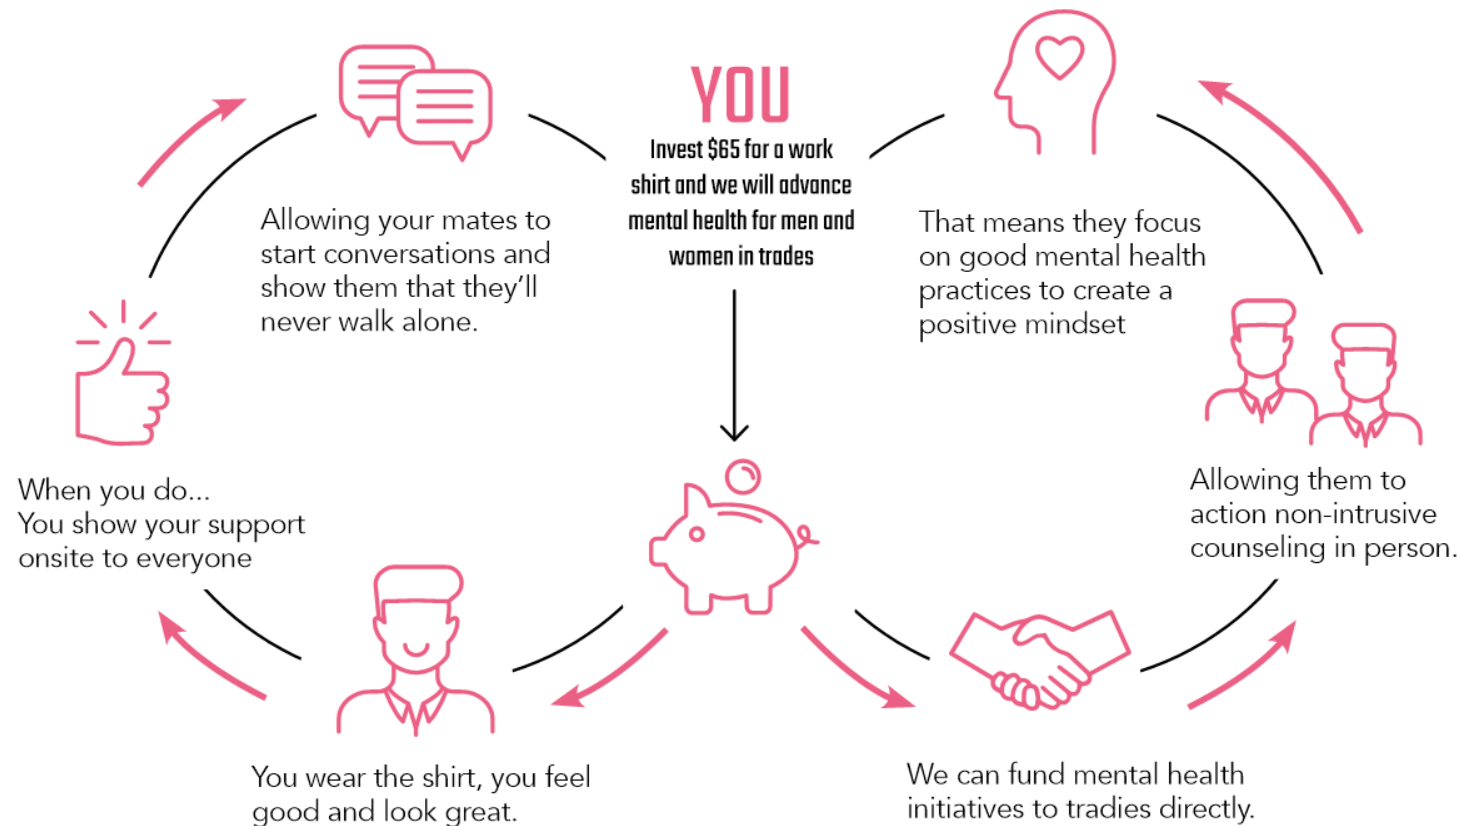 YOU
Invest $65 for a work
shirt and we will advance
mental health for men and
women in trades
Allowing your mates to
start conversations and
show them that they'll
never walk alone.
When you do...
You show your support
onsite to everyone
You wear the shirt, you feel
good and look great.
We can fund mental health
initiatives to tradies directly.
Allowing them to
action non-intrusive
counseling in person.
That means they focus
on good mental health
practices to create a
positive mindset